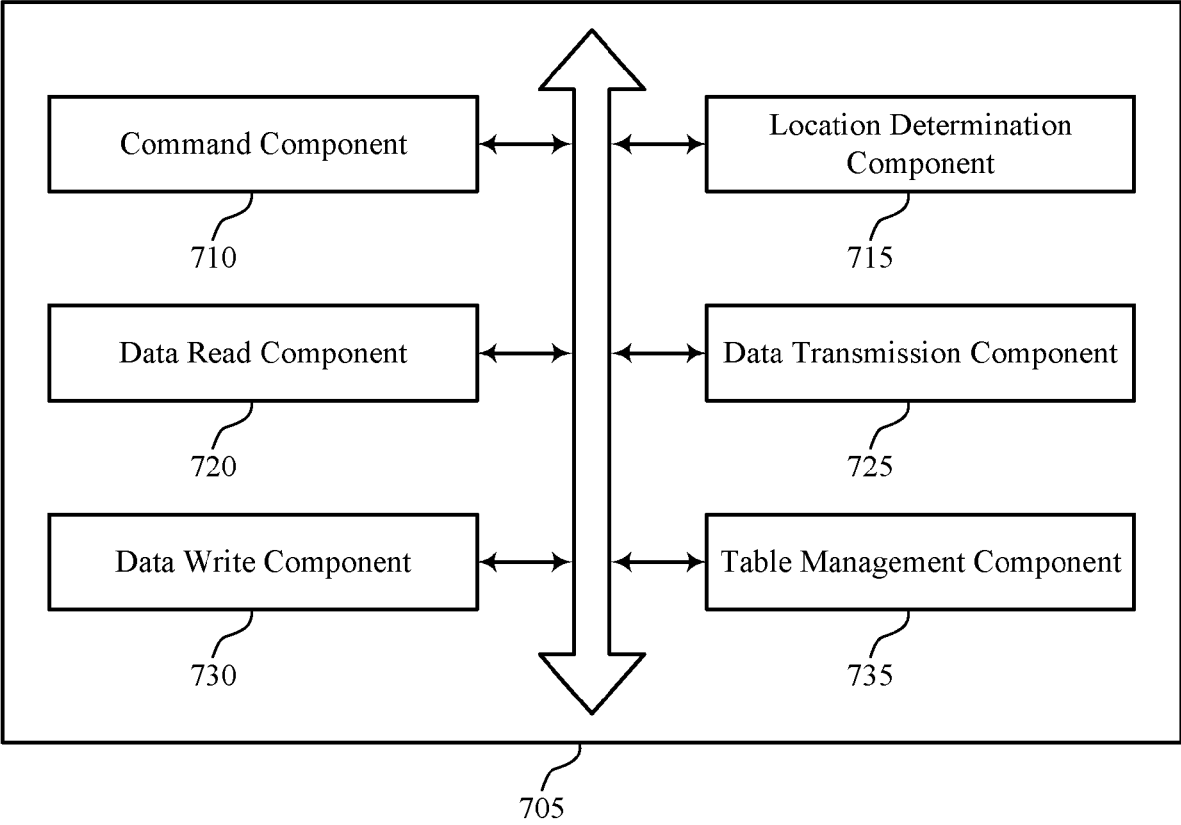 Command Component
710
Location Determination
Component
715
Data Read Component
720
Data Transmission Component
725
Data Write Component
730
Table Management Component
735
705